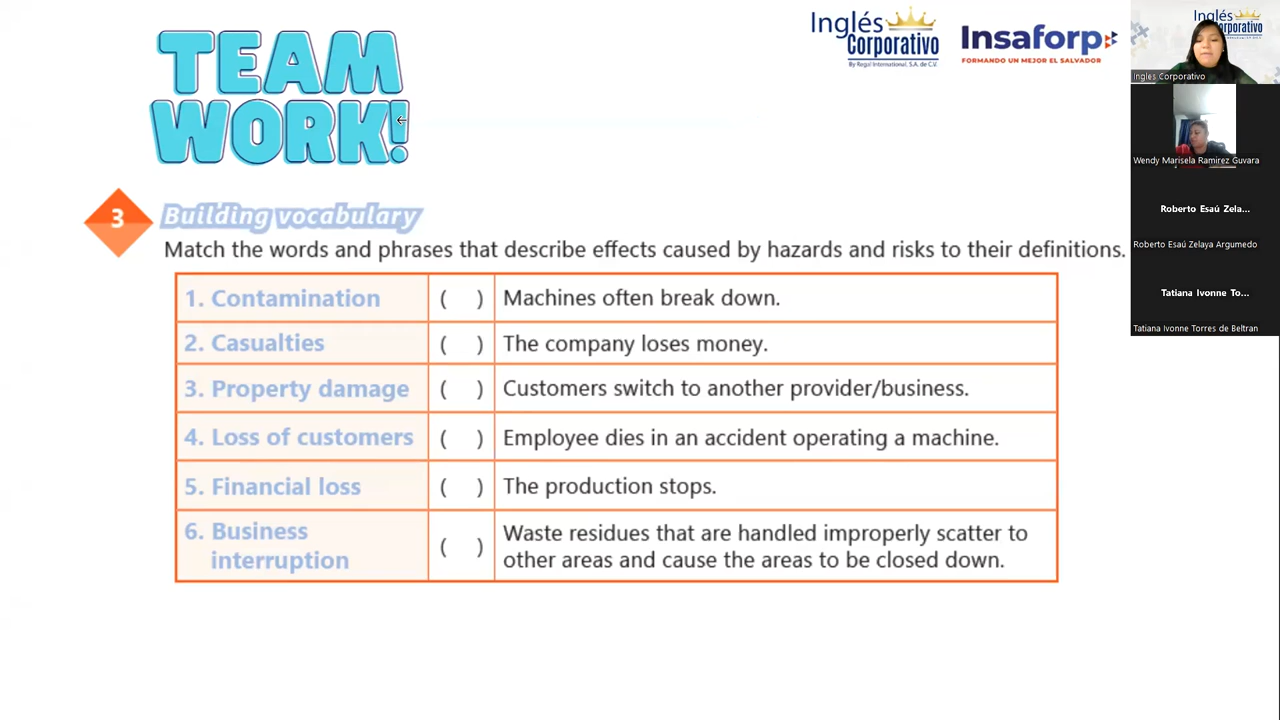 TEAM
WORK!
Inglés
Corporativo
By Regal International, S.A. de C.V.
Insaforp
FORMANDO UN MEJOR EL SALVADOR
3 Building vocabulary
Match the words and phrases that describe effects caused by hazards and risks to their definitions.
1. Contamination ( ) Machines often break down.
2. Casualties ( ) The company loses money.
3. Property damage ( ) Customers switch to another provider/business.
4. Loss of customers ( ) Employee dies in an accident operating a machine.
5. Financial loss ( ) The production stops.
6. Business interruption ( ) Waste residues that are handled improperly scatter to
other areas and cause the areas to be closed down.
Inglés
Corporativo
Ingles Corporativo
Wendy Marisela Ramirez Guvara
Roberto Esaú Zela...
Roberto Esaú Zelaya Argumedo
Tatiana Ivonne To...
Tatiana Ivonne Torres de Beltran